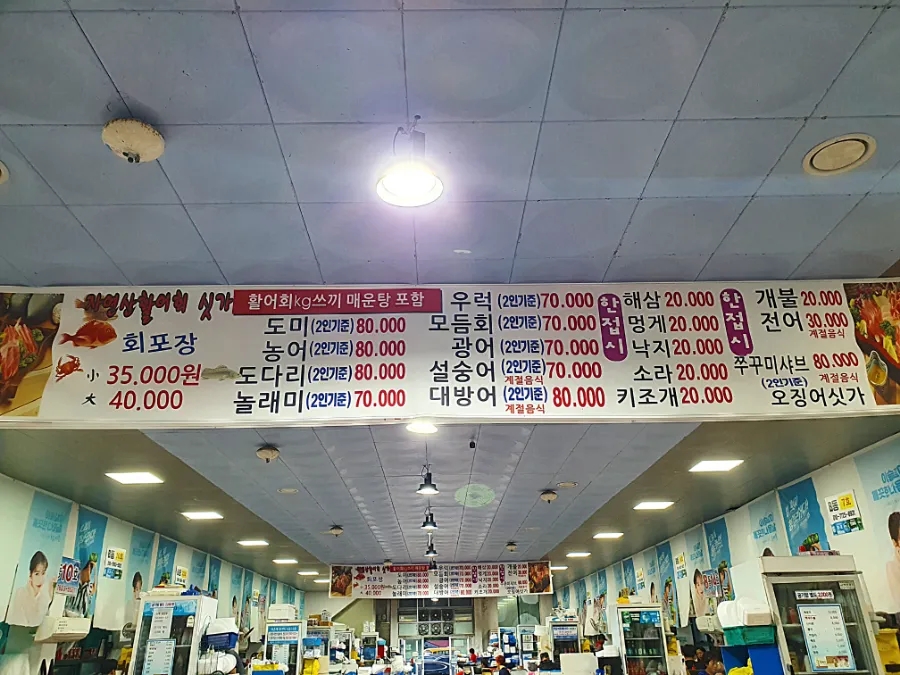 자연산활어회 싯가
회포장
小 35.000원
大 40.000
활어회kg쓰끼 매운탕 포함
도미(2인기준) 80.000
농어(2인기준) 80.000
도다리(2인기준) 80.000
놀래미(2인기준) 70.000
우럭(2인기준) 70.000
모듬회(2인기준) 70.000
광어(2인기준) 70.000
설숭어(2인기준) 70.000
계절음식
대방어(2인기준) 80.000
계절음식
한접시
해삼 20.000
멍게 20.000
낙지 20.000
소라 20.000
키조개 20.000
한접시
개불 20.000
전어 30.000
계절음식
쭈꾸미샤브 80.000
(2인기준) 계절음식
오징어싯가